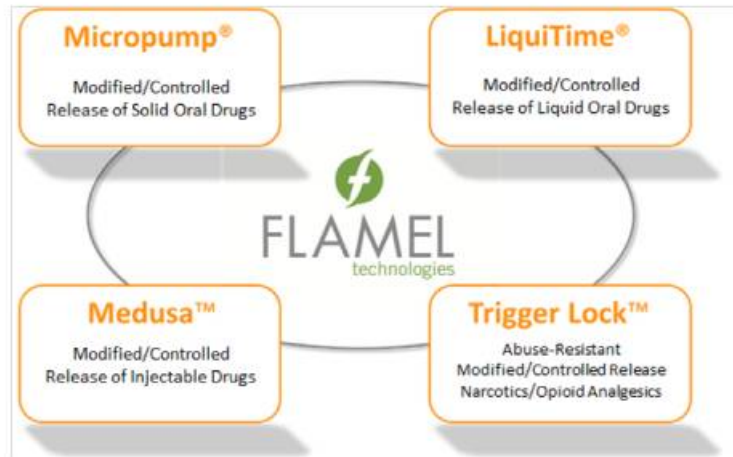 Micropump®
Modified/Controlled
Release of Solid Oral Drugs
LiquiTime®
Modified/Controlled
Release of Liquid Oral Drugs
FLAMEL
technologies
Medusa™
Modified/Controlled
Release of Injectable Drugs
Trigger Lock™
Abuse-Resistant
Modified/Controlled Release
Narcotics/Opioid Analgesics